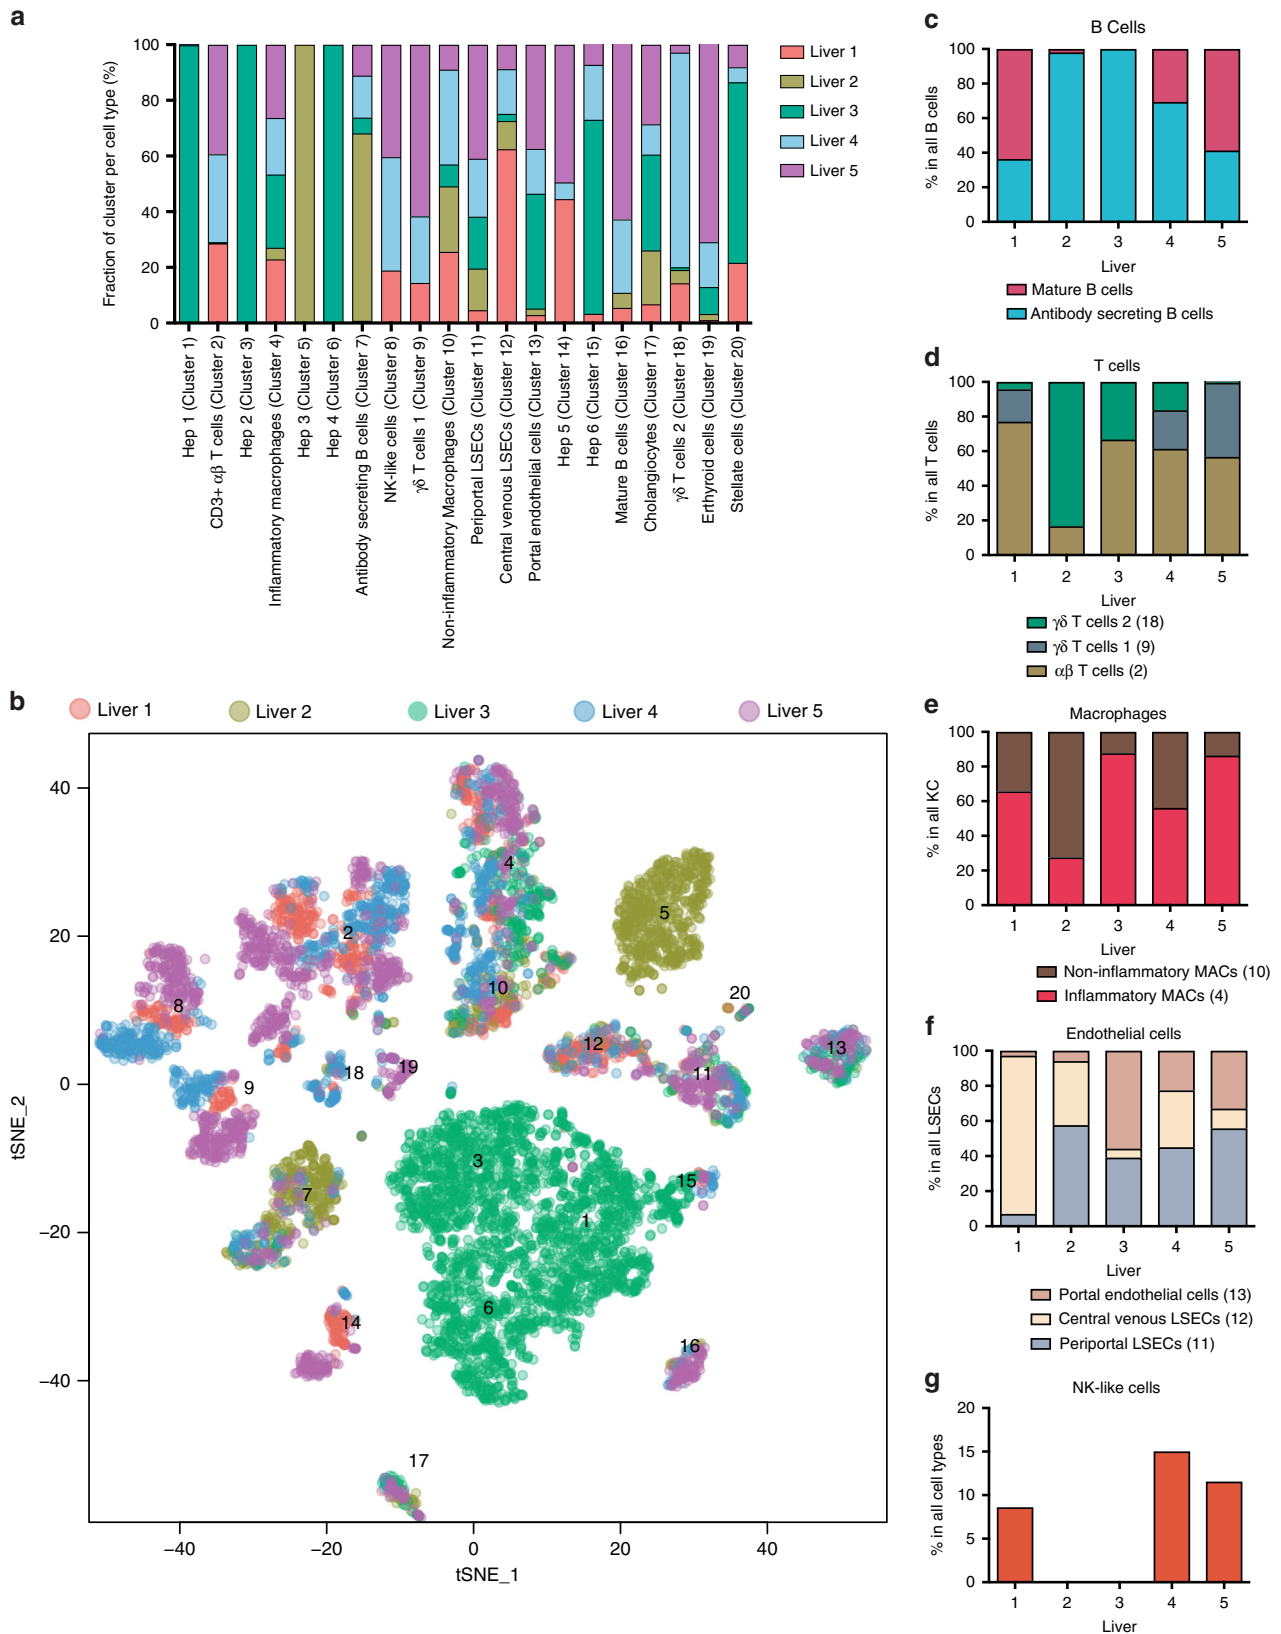 a
Fraction of cluster per cell type (%)
100
80
60
40
20
0
Hep 1 (Cluster 1)
CD3+ αβ T cells (Cluster 2)
Hep 2 (Cluster 3)
Inflammatory macrophages (Cluster 4)
Hep 3 (Cluster 5)
Hep 4 (Cluster 6)
Antibody secreting B cells (Cluster 7)
NK-like cells (Cluster 8)
γδ T cells 1 (Cluster 9)
Non-inflammatory Macrophages (Cluster 10)
Periportal LSECs (Cluster 11)
Central venous LSECs (Cluster 12)
Portal endothelial cells (Cluster 13)
Hep 5 (Cluster 14)
Hep 6 (Cluster 15)
Mature B cells (Cluster 16)
Cholangiocytes (Cluster 17)
γδ T cells 2 (Cluster 18)
Erthyroid cells (Cluster 19)
Stellate cells (Cluster 20)
Liver 1
Liver 2
Liver 3
Liver 4
Liver 5
b
Liver 1 Liver 2 Liver 3 Liver 4 Liver 5
tSNE_2
40
20
0
−20
−40
4
5
2
10
20
8
12
13
11
19
18
9
3
15
7
1
6
14
16
17
−40 −20 0 20 40
tSNE_1
c
B Cells
% in all B cells
100
80
60
40
20
0
1 2 3 4 5
Liver
Mature B cells
Antibody secreting B cells
d
T cells
% in all T cells
100
80
60
40
20
0
1 2 3 4 5
Liver
γδ T cells 2 (18)
γδ T cells 1 (9)
αβ T cells (2)
e
Macrophages
% in all KC
100
80
60
40
20
0
1 2 3 4 5
Liver
Non-inflammatory MACs (10)
Inflammatory MACs (4)
f
Endothelial cells
% in all LSECs
100
80
60
40
20
0
1 2 3 4 5
Liver
Portal endothelial cells (13)
Central venous LSECs (12)
Periportal LSECs (11)
g
NK-like cells
% in all cell types
20
15
10
5
0
1 2 3 4 5
Liver